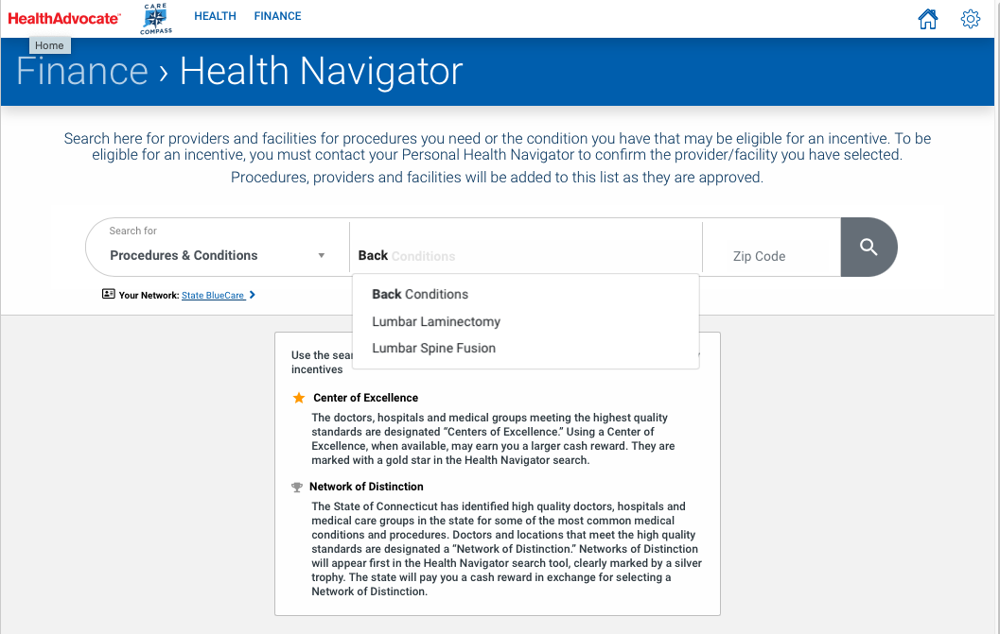 HealthAdvocate™
CARE
COMPASS
HEALTH FINANCE
Home
Finance › Health Navigator
Search here for providers and facilities for procedures you need or the condition you have that may be eligible for an incentive. To be
eligible for an incentive, you must contact your Personal Health Navigator to confirm the provider/facility you have selected.
Procedures, providers and facilities will be added to this list as they are approved.
Search for
Procedures & Conditions
Back Conditions
Zip Code
Your Network: State BlueCare
Back Conditions
Lumbar Laminectomy
Lumbar Spine Fusion
Use the sear
incentives
Center of Excellence
The doctors, hospitals and medical groups meeting the highest quality
standards are designated “Centers of Excellence.” Using a Center of
Excellence, when available, may earn you a larger cash reward. They are
marked with a gold star in the Health Navigator search.
Network of Distinction
The State of Connecticut has identified high quality doctors, hospitals and
medical care groups in the state for some of the most common medical
conditions and procedures. Doctors and locations that meet the high quality
standards are designated a “Network of Distinction.” Networks of Distinction
will appear first in the Health Navigator search tool, clearly marked by a silver
trophy. The state will pay you a cash reward in exchange for selecting a
Network of Distinction.